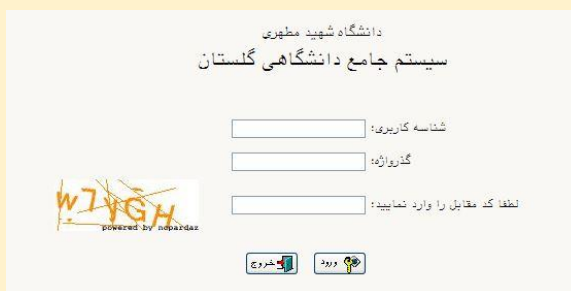 دانشگاه شهید مطهری
سیستم جامع دانشگاهی گلستان
شناسه کاربری:
گذرواژه:
لطفا کد مقابل را وارد نمایید:
powered by nopardaz
ورود
خروج